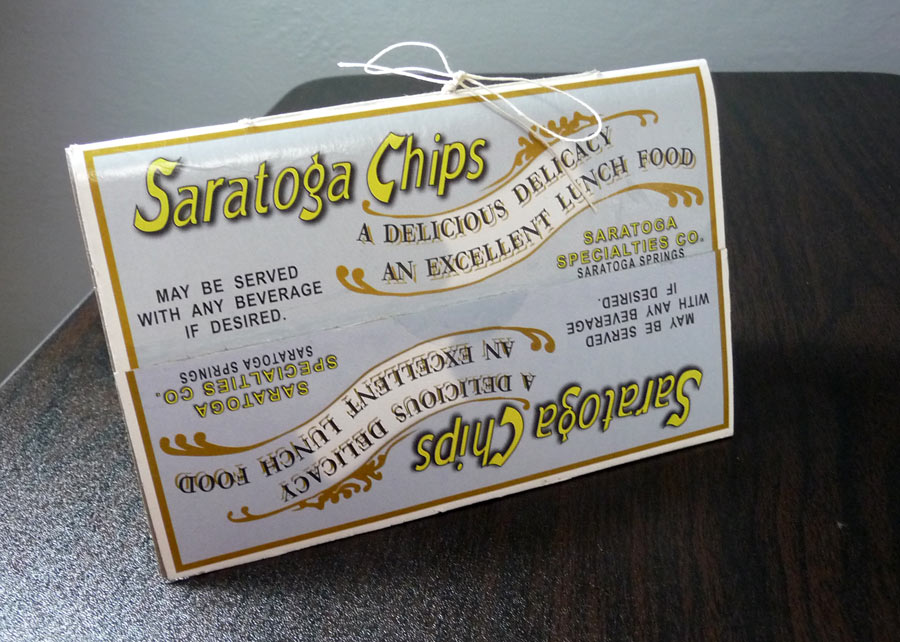 Saratoga Chips
A DELICIOUS DELICACY
AN EXCELLENT LUNCH FOOD
MAY BE SERVED
WITH ANY BEVERAGE
IF DESIRED.
SARATOGA
SPECIALTIES CO.
SARATOGA SPRINGS
Saratoga Chips
A DELICIOUS DELICACY
AN EXCELLENT LUNCH FOOD
MAY BE SERVED
WITH ANY BEVERAGE
IF DESIRED.
SARATOGA
SPECIALTIES CO.
SARATOGA SPRINGS